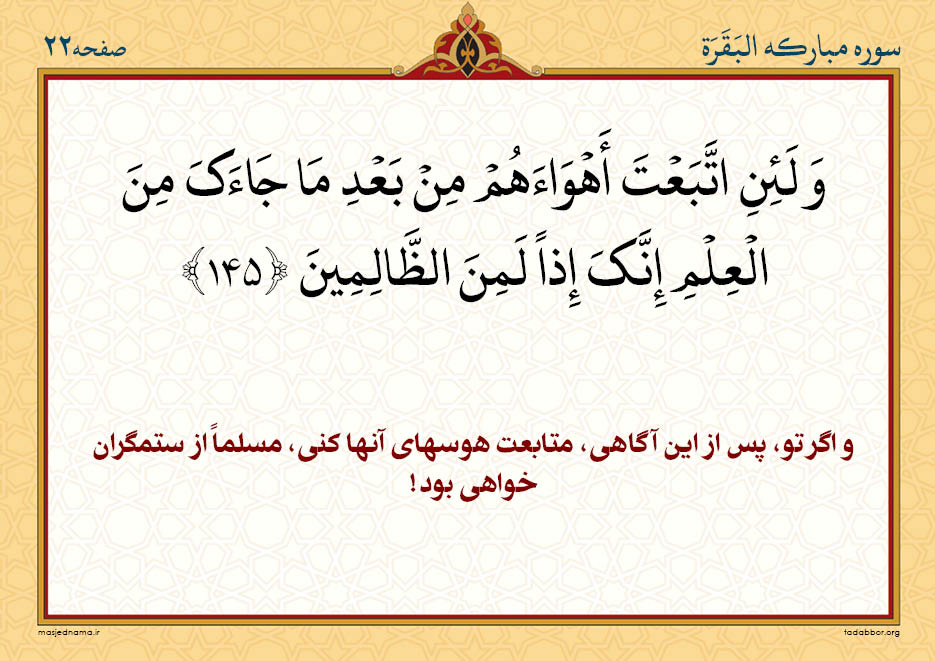 سوره مبارکه البَقَرَة
صفحه۲۲
وَ لَئِنِ اتَّبَعْتَ أَهْوَاءَهُمْ مِنْ بَعْدِ مَا جَاءَکَ مِنَ
الْعِلْمِ إِنَّکَ إِذاً لَمِنَ الظَّالِمِينَ ﴿۱۴۵﴾
و اگر تو، پس از این آگاهی، متابعت هوسهای آنها کنی، مسلماً از ستمگران
خواهی بود!
masjednama.ir
tadabbor.org